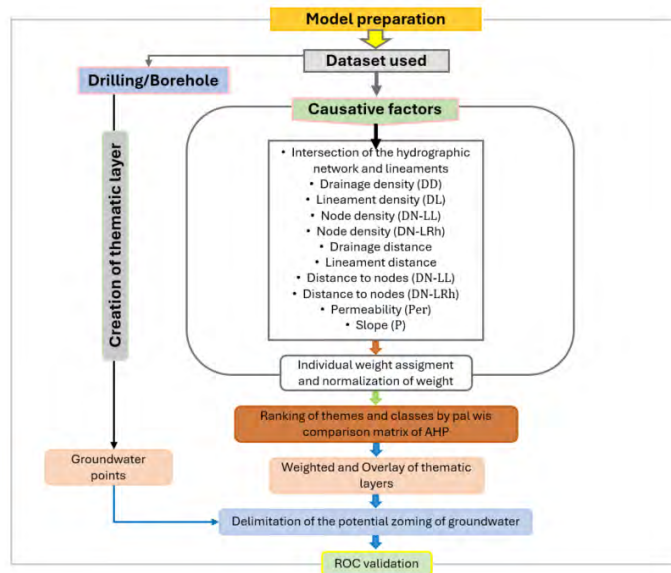 Model preparation
Dataset used
Drilling/Borehole
Causative factors
Creation of thematic layer
• Intersection of the hydrographic
network and lineaments
• Drainage density (DD)
• Lineament density (DL)
• Node density (DN-LL)
• Node density (DN-LRh)
• Drainage distance
• Lineament distance
• Distance to nodes (DN-LL)
• Distance to nodes (DN-LRh)
• Permeability (Per)
• Slope (P)
Individual weight assigment
and normalization of weight
Ranking of themes and classes by pal wis
comparison matrix of AHP
Groundwater
points
Weighted and Overlay of thematic
layers
Delimitation of the potential zoming of groundwater
ROC validation